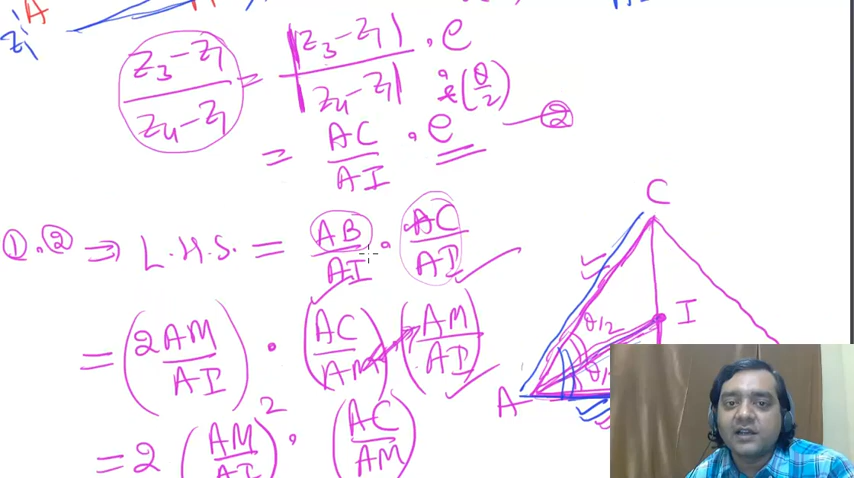 A
z₁
(z₃ − z₁)/(z₄ − z₁) = |z₃ − z₁|/|z₄ − z₁| . e
= AC/AI . e^i(θ/2) — ②
①.② ⇒ L.H.S. = AB/AI . AC/AI
= (2AM/AI) . (AC/AM) (AM/AI)
= 2 (AM/AI)² . (AC/AM)
C
I
θ/2
θ/
A